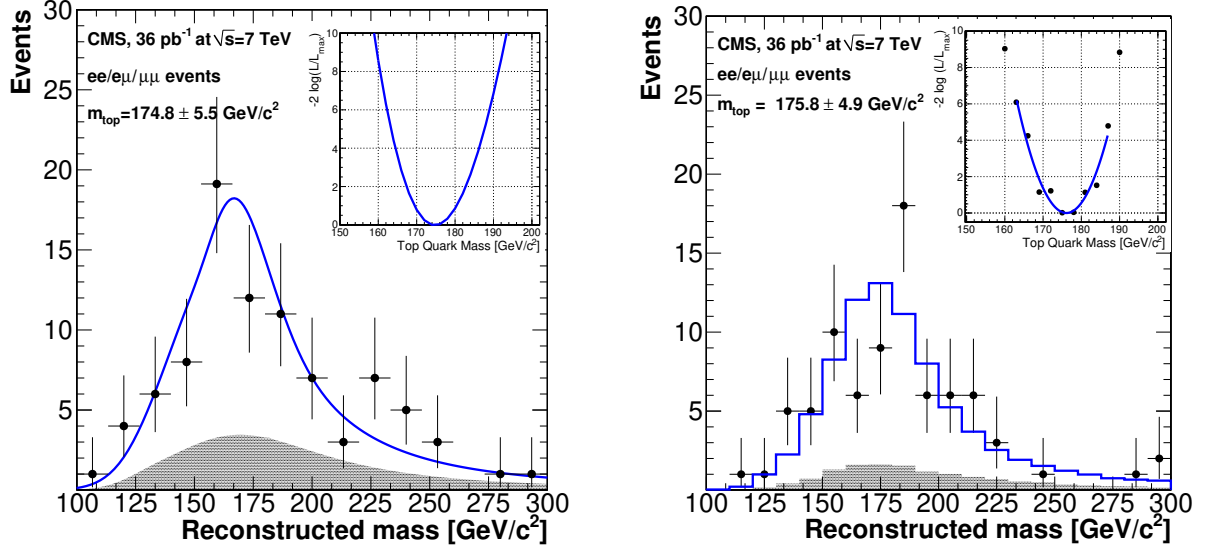 Events
30
25
20
15
10
5
100 125 150 175 200 225 250 275 300
Reconstructed mass [GeV/c²]
CMS, 36 pb⁻¹ at √s=7 TeV
ee/eμ/μμ events
m_top=174.8 ± 5.5 GeV/c²
-2 log(L/L_max)
10
8
6
4
2
0
150 160 170 180 190 200
Top Quark Mass [GeV/c²]
Events
30
25
20
15
10
5
100 125 150 175 200 225 250 275 300
Reconstructed mass [GeV/c²]
CMS, 36 pb⁻¹ at √s=7 TeV
ee/eμ/μμ events
m_top = 175.8 ± 4.9 GeV/c²
-2 log (L/L_max)
10
8
6
4
2
0
150 160 170 180 190 200
Top Quark Mass [GeV/c²]